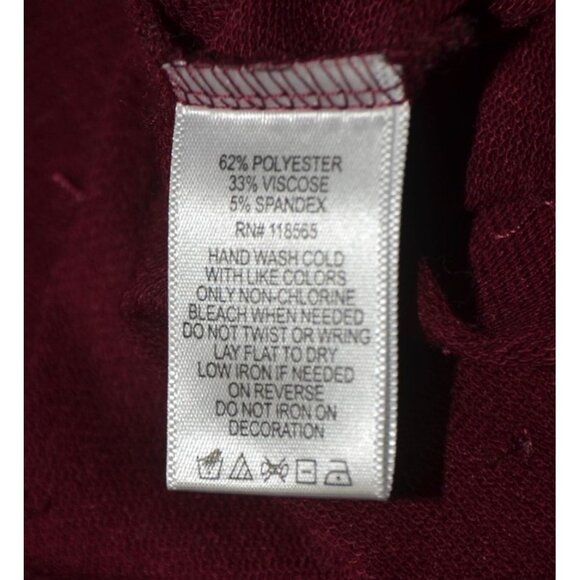 62% POLYESTER
33% VISCOSE
5% SPANDEX
RN# 118565
HAND WASH COLD
WITH LIKE COLORS
ONLY NON-CHLORINE
BLEACH WHEN NEEDED
DO NOT TWIST OR WRING
LAY FLAT TO DRY
LOW IRON IF NEEDED
ON REVERSE
DO NOT IRON ON
DECORATION